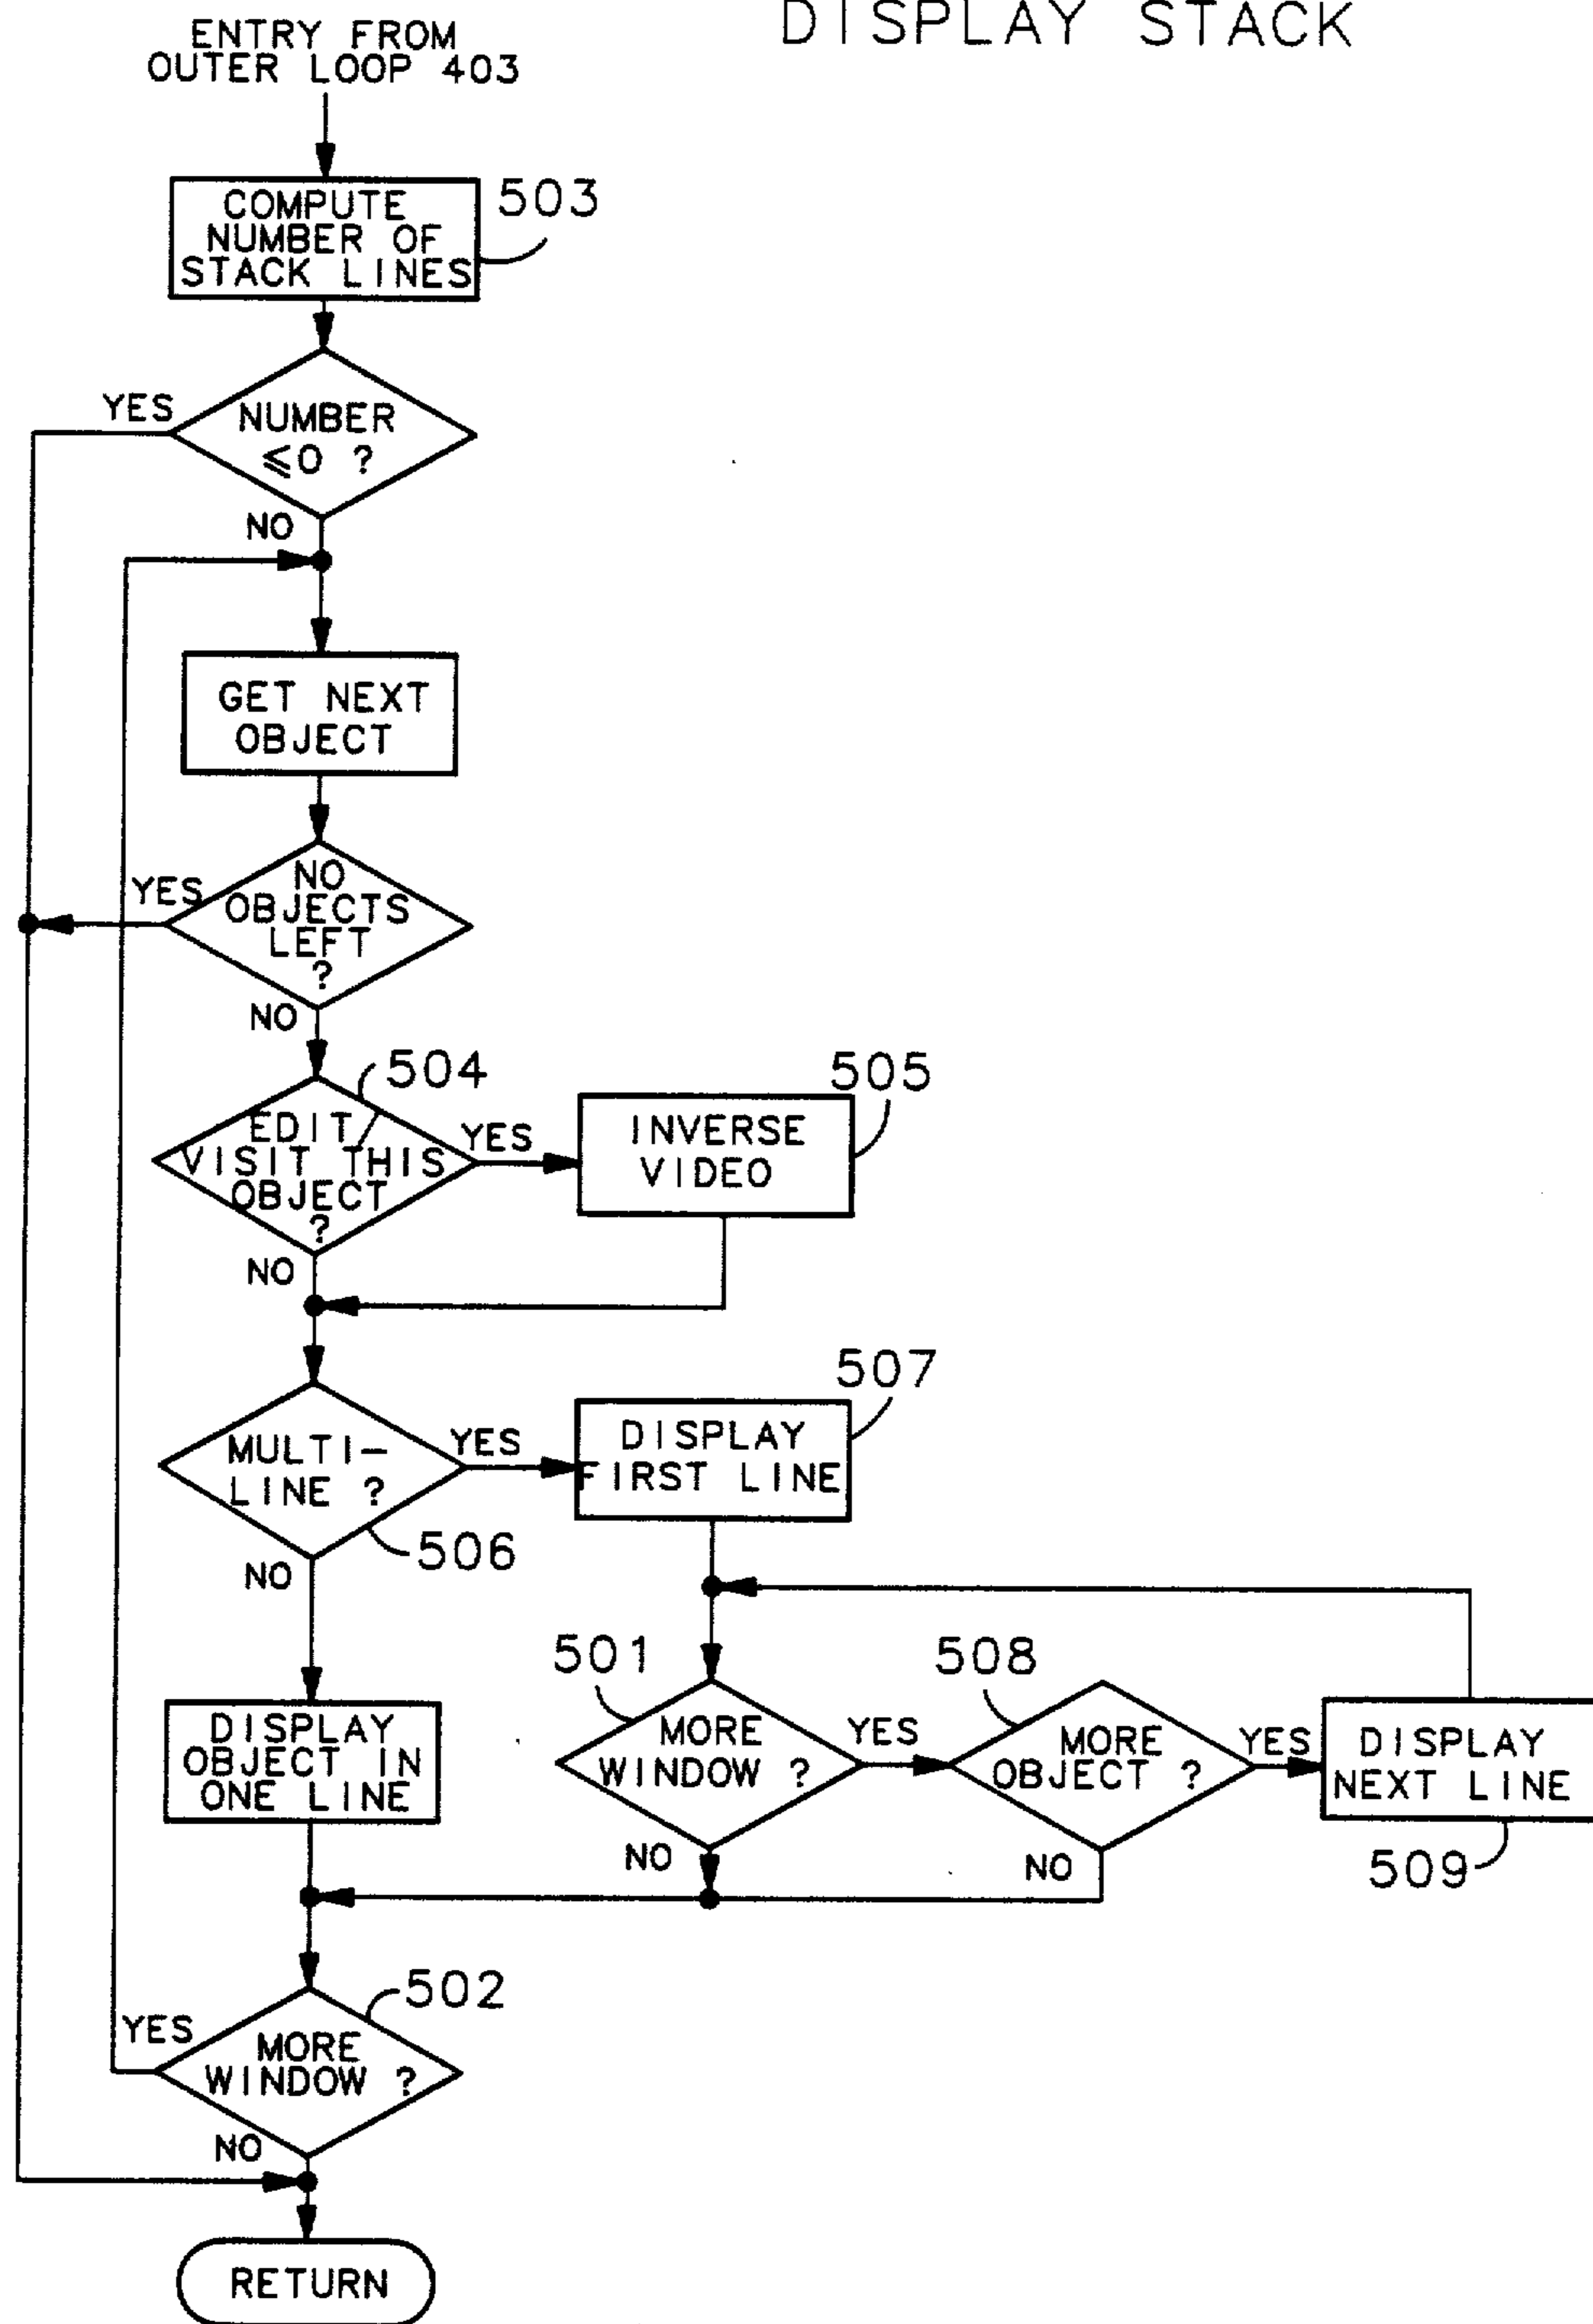 DISPLAY STACK
ENTRY FROM
OUTER LOOP 403
COMPUTE
NUMBER OF
STACK LINES
503
YES
NUMBER
≤0 ?
NO
GET NEXT
OBJECT
YES
NO
OBJECTS
LEFT
?
NO
504
EDIT/
VISIT THIS
OBJECT
?
YES
505
INVERSE
VIDEO
NO
MULTI-
LINE ?
YES
506
507
DISPLAY
FIRST LINE
NO
DISPLAY
OBJECT IN
ONE LINE
501
MORE
WINDOW ?
YES
NO
508
MORE
OBJECT ?
YES
NO
DISPLAY
NEXT LINE
509
502
YES
MORE
WINDOW ?
NO
RETURN